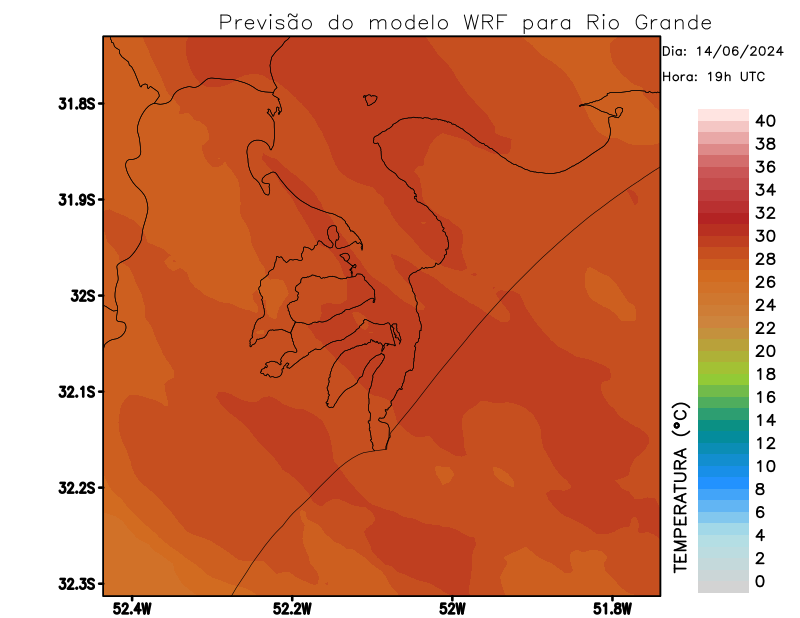 Previsão do modelo WRF para Rio Grande
Dia: 14/06/2024
Hora: 19h UTC
31.8S
31.9S
32S
32.1S
32.2S
32.3S
52.4W
52.2W
52W
51.8W
TEMPERATURA (°C)
40
38
36
34
32
30
28
26
24
22
20
18
16
14
12
10
8
6
4
2
0